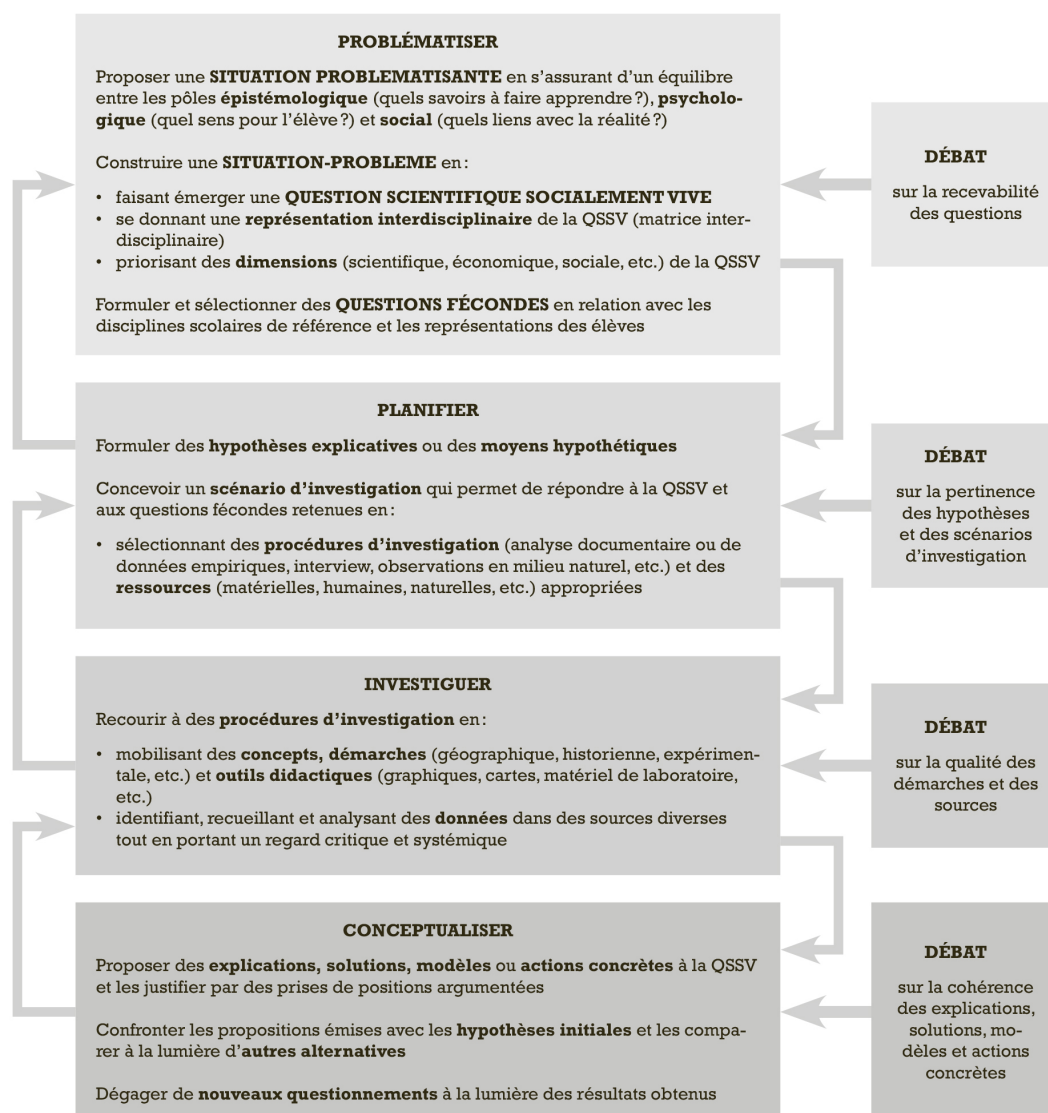 PROBLÉMATISER
Proposer une SITUATION PROBLEMATISANTE en s'assurant d'un équilibre
entre les pôles épistémologique (quels savoirs à faire apprendre ?), psycholo-
gique (quel sens pour l'élève ?) et social (quels liens avec la réalité ?)
Construire une SITUATION-PROBLEME en :
• faisant émerger une QUESTION SCIENTIFIQUE SOCIALEMENT VIVE
• se donnant une représentation interdisciplinaire de la QSSV (matrice inter-
disciplinaire)
• priorisant des dimensions (scientifique, économique, sociale, etc.) de la QSSV
Formuler et sélectionner des QUESTIONS FÉCONDES en relation avec les
disciplines scolaires de référence et les représentations des élèves
DÉBAT
sur la recevabilité
des questions
PLANIFIER
Formuler des hypothèses explicatives ou des moyens hypothétiques
Concevoir un scénario d'investigation qui permet de répondre à la QSSV et
aux questions fécondes retenues en :
• sélectionnant des procédures d'investigation (analyse documentaire ou de
données empiriques, interview, observations en milieu naturel, etc.) et des
ressources (matérielles, humaines, naturelles, etc.) appropriées
DÉBAT
sur la pertinence
des hypothèses
et des scénarios
d'investigation
INVESTIGUER
Recourir à des procédures d'investigation en :
• mobilisant des concepts, démarches (géographique, historienne, expérimen-
tale, etc.) et outils didactiques (graphiques, cartes, matériel de laboratoire,
etc.)
• identifiant, recueillant et analysant des données dans des sources diverses
tout en portant un regard critique et systémique
DÉBAT
sur la qualité des
démarches et des
sources
CONCEPTUALISER
Proposer des explications, solutions, modèles ou actions concrètes à la QSSV
et les justifier par des prises de positions argumentées
Confronter les propositions émises avec les hypothèses initiales et les compa-
rer à la lumière d'autres alternatives
Dégager de nouveaux questionnements à la lumière des résultats obtenus
DÉBAT
sur la cohérence
des explications,
solutions, mo-
dèles et actions
concrètes